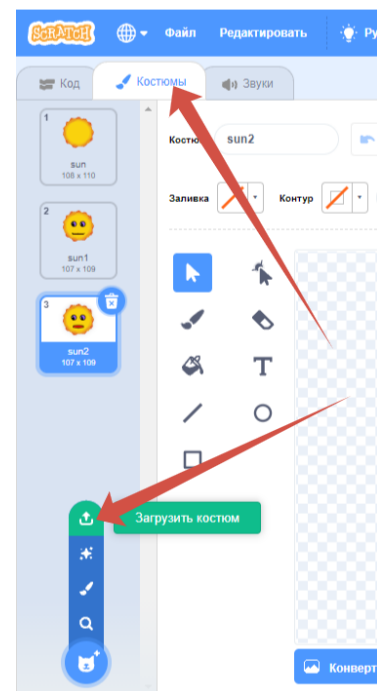 SCRATCH Файл Редактировать Ру
Код Костюмы Звуки
1
sun
108 x 110
Костю sun2
Заливка Контур
2
sun1
107 x 109
3
sun2
107 x 109
T
Загрузить костюм
Конверт